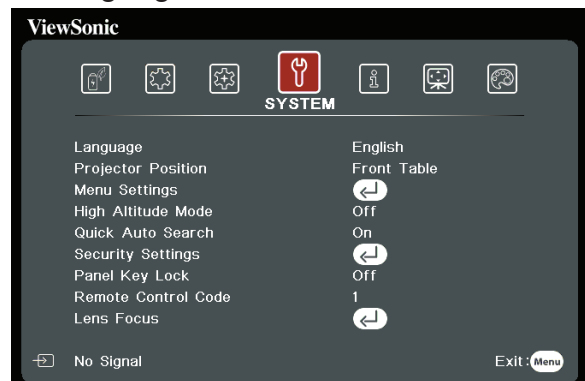 ViewSonic
SYSTEM
Language English
Projector Position Front Table
Menu Settings
High Altitude Mode Off
Quick Auto Search On
Security Settings
Panel Key Lock Off
Remote Control Code 1
Lens Focus
No Signal Exit: Menu